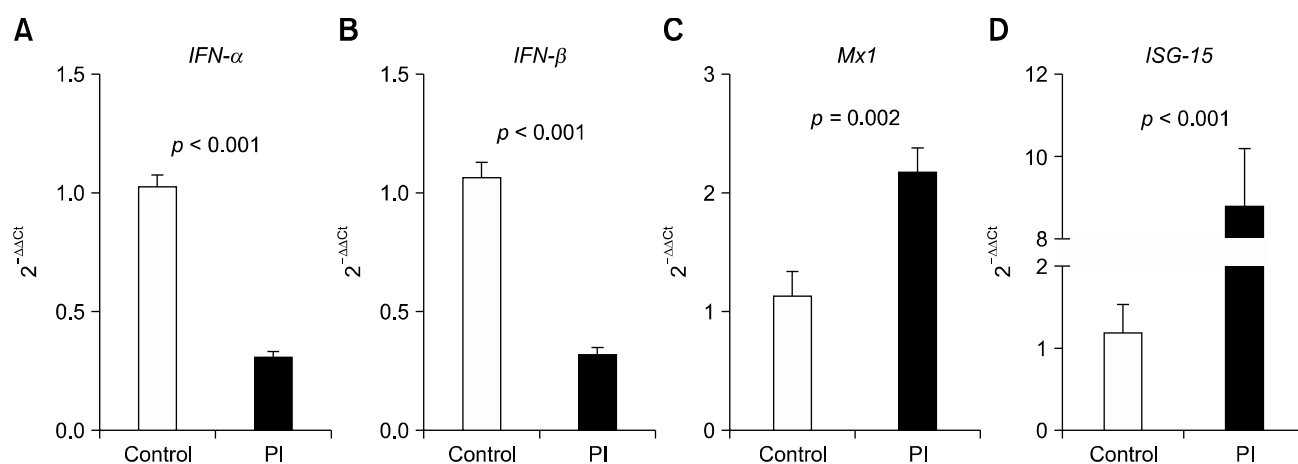 A
IFN-α
1.5
1.0
0.5
0.0
2^-ΔΔCt
p < 0.001
Control
PI
B
IFN-β
1.5
1.0
0.5
0.0
2^-ΔΔCt
p < 0.001
Control
PI
C
Mx1
3
2
1
0
2^-ΔΔCt
p = 0.002
Control
PI
D
ISG-15
12
10
8
2
1
0
2^-ΔΔCt
p < 0.001
Control
PI